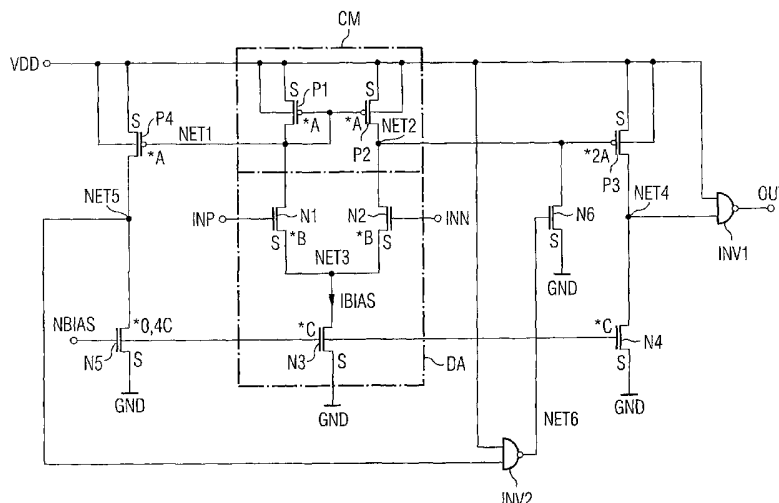 CM
VDD
S
P4
*A
NET1
S
P1
*A
S
*A
P2
NET2
S
*2A
P3
NET5
INP
N1
S
*B
N2
*B
S
INN
NET3
IBIAS
N6
S
GND
NET4
OU
INV1
NBIAS
*0,4C
N5
S
GND
*C
N3
S
GND
DA
*C
N4
S
GND
NET6
INV2